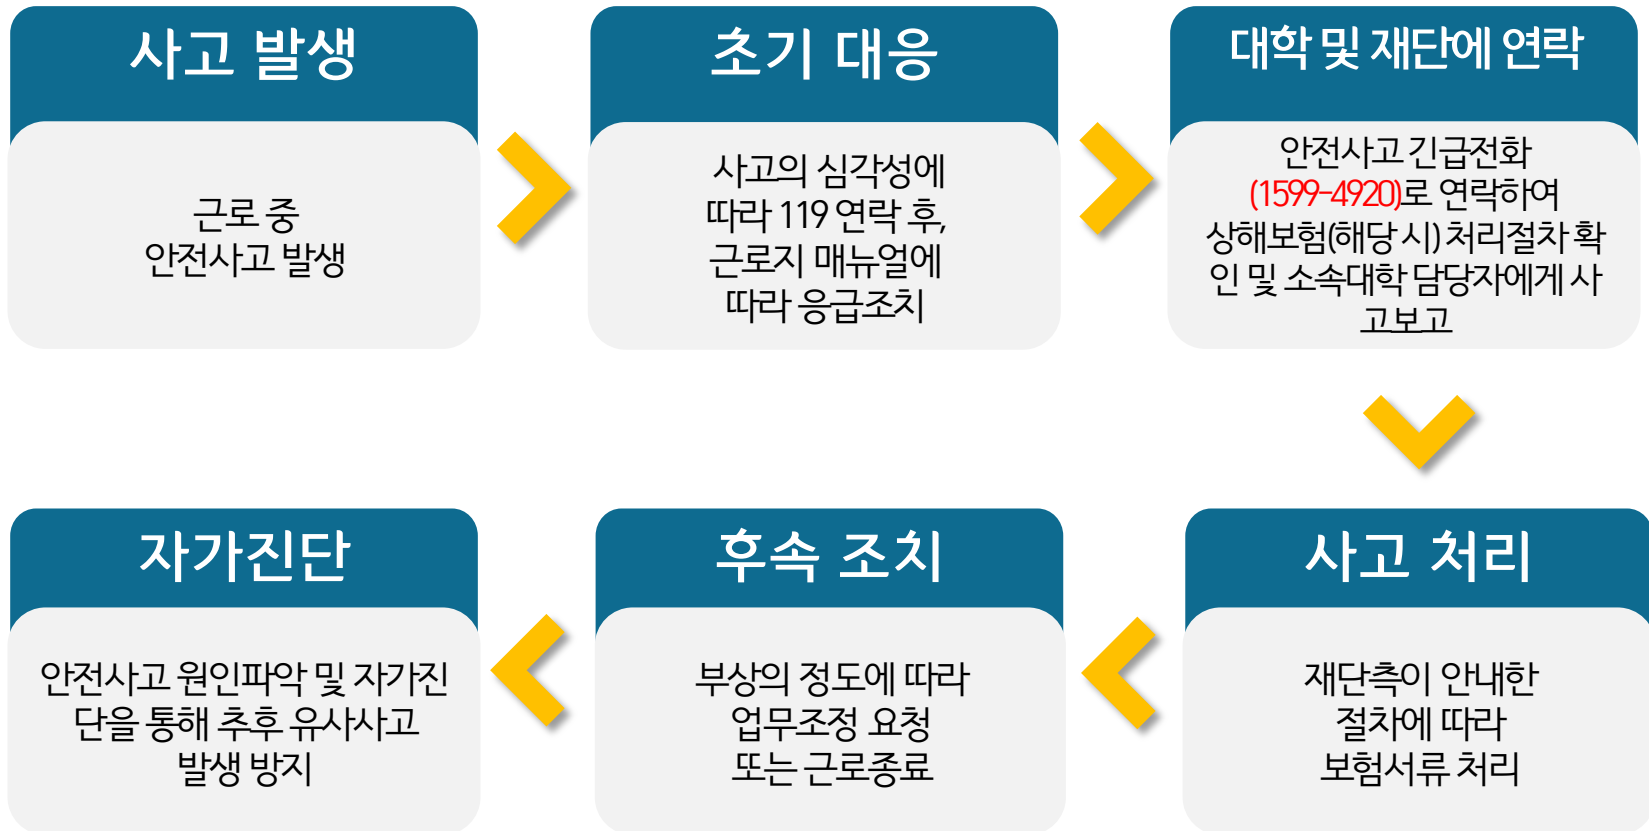 사고 발생
근로 중
안전사고 발생
초기 대응
사고의 심각성에
따라 119 연락 후,
근로지 매뉴얼에
따라 응급조치
대학 및 재단에 연락
안전사고 긴급전화
(1599-4920)로 연락하여
상해보험(해당 시) 처리절차 확
인 및 소속대학 담당자에게 사
고보고
사고 처리
재단측이 안내한
절차에 따라
보험서류 처리
후속 조치
부상의 정도에 따라
업무조정 요청
또는 근로종료
자가진단
안전사고 원인파악 및 자가진
단을 통해 추후 유사사고
발생 방지